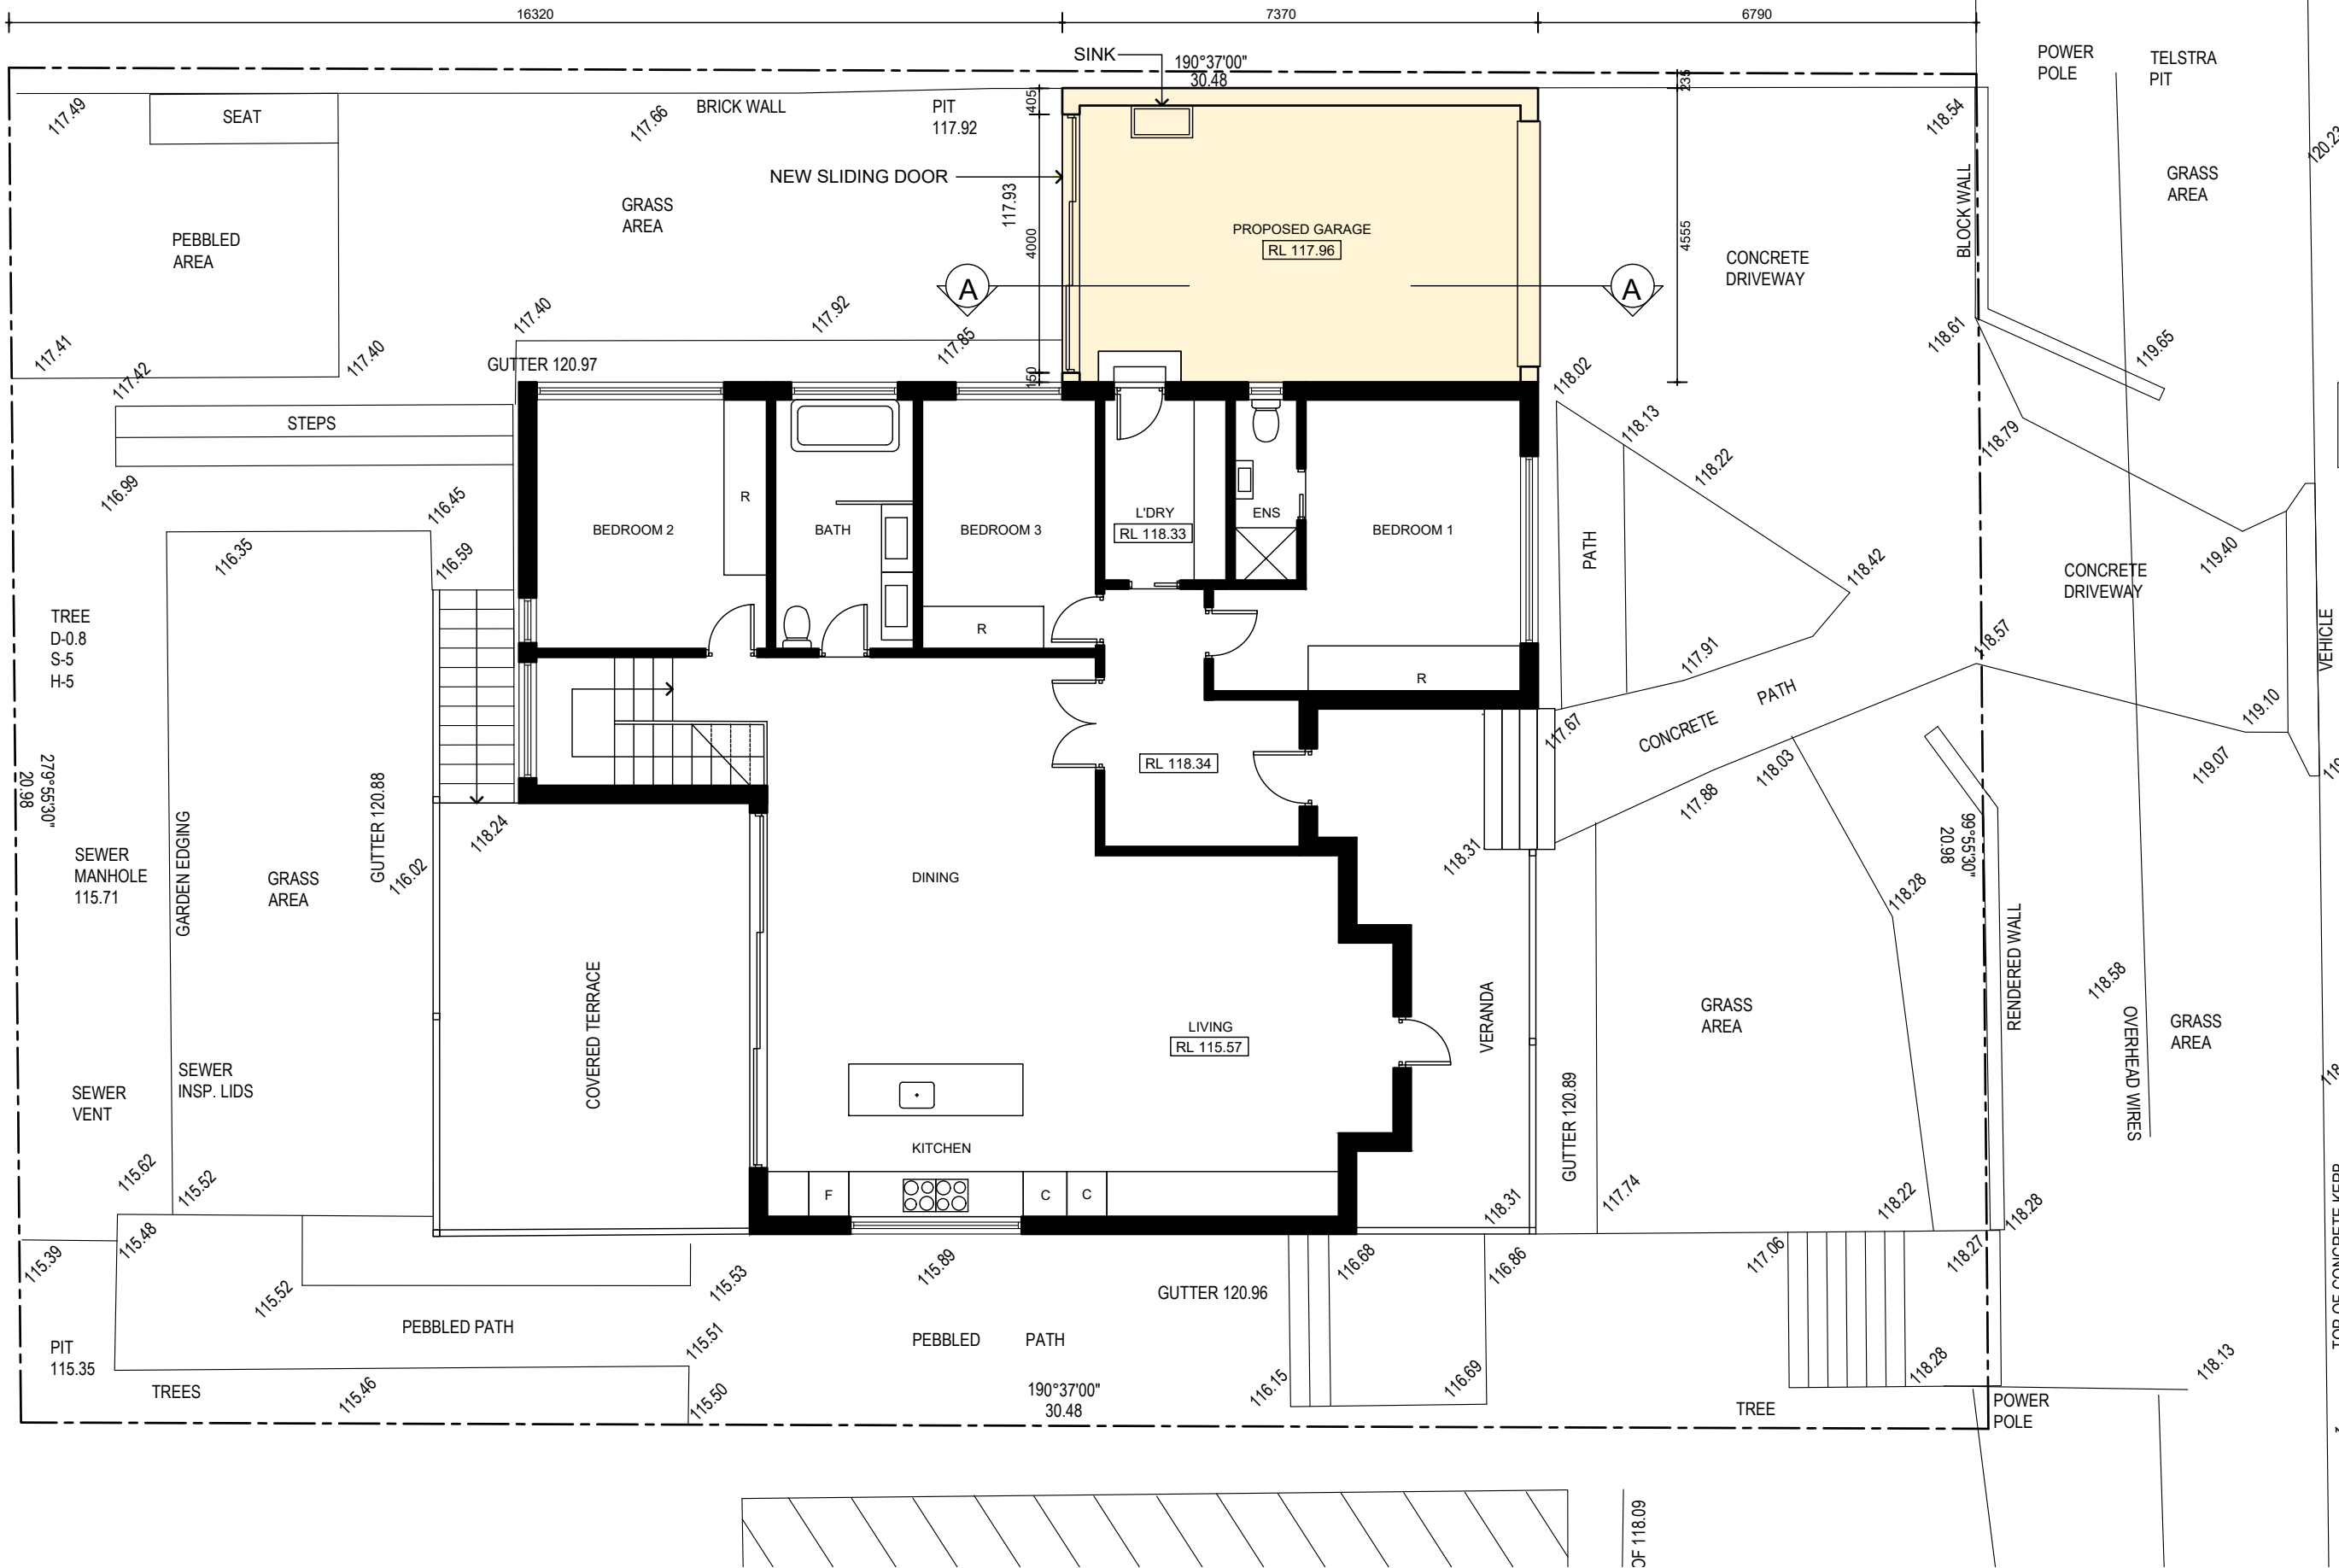 16320
7370
6790
SINK
190°37'00"
30.48
235
405
POWER
POLE
TELSTRA
PIT
117.49
SEAT
117.66
BRICK WALL
PIT
117.92
118.54
120.23
NEW SLIDING DOOR
117.93
4000
4555
GRASS
AREA
GRASS
AREA
PEBBLED
AREA
PROPOSED GARAGE
RL 117.96
BLOCK WALL
CONCRETE
DRIVEWAY
A
A
117.41
117.42
117.40
117.40
117.92
117.85
GUTTER 120.97
150
118.02
118.61
119.65
STEPS
118.13
118.22
118.79
116.99
116.45
R
BEDROOM 2
BATH
BEDROOM 3
L'DRY
RL 118.33
ENS
BEDROOM 1
PATH
116.35
116.59
118.42
119.40
CONCRETE
DRIVEWAY
TREE
D-0.8
S-5
H-5
R
R
117.91
118.57
VEHICLE
279°55'30"
20.98
117.67
CONCRETE
PATH
119.10
RL 118.34
118.03
119.07
117.88
GUTTER 120.88
118.24
116.02
SEWER
MANHOLE
115.71
GARDEN EDGING
GRASS
AREA
DINING
118.31
99°55'30"
20.98
118.28
RENDERED WALL
118.58
COVERED TERRACE
LIVING
RL 115.57
VERANDA
GRASS
AREA
OVERHEAD WIRES
GRASS
AREA
SEWER
INSP. LIDS
SEWER
VENT
KITCHEN
GUTTER 120.89
115.62
115.52
F
C
C
118.31
117.74
118.22
118.28
TOP OF CONCRETE KERB
115.39
115.48
115.52
115.53
115.89
116.68
116.86
117.06
118.27
GUTTER 120.96
PEBBLED PATH
115.51
PEBBLED
PATH
PIT
115.35
TREES
115.46
115.50
190°37'00"
30.48
116.15
116.69
118.28
118.13
TREE
POWER
POLE
OF 118.09